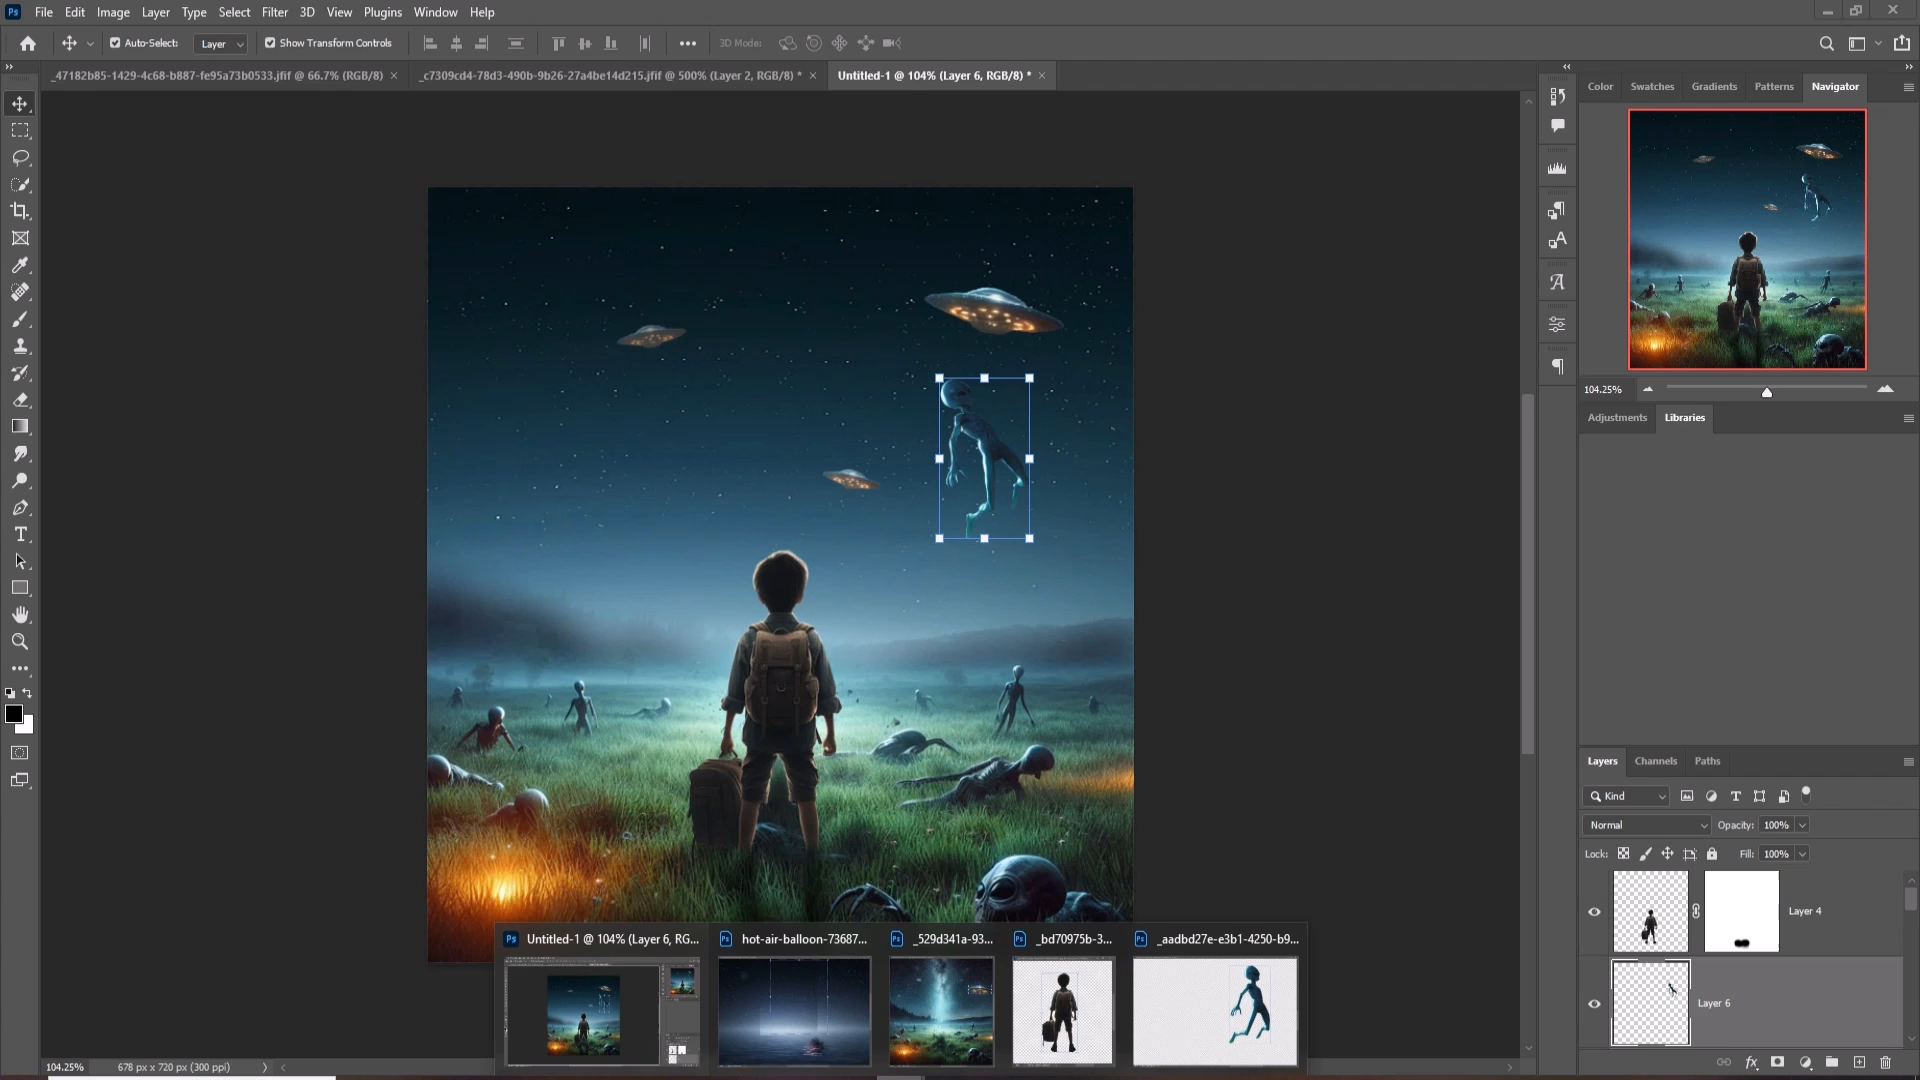 Ps File Edit Image Layer Type Select Filter 3D View Plugins Window Help
Auto-Select: Layer Show Transform Controls 3D Mode:
_47182b85-1429-4c68-b887-fe95a73b0533.jfif @ 66.7% (RGB/8) × _c7309cd4-78d3-490b-9b26-27a4be14d215.jfif @ 500% (Layer 2, RGB/8) * × Untitled-1 @ 104% (Layer 6, RGB/8) * ×
Color Swatches Gradients Patterns Navigator
104.25%
Adjustments Libraries
Layers Channels Paths
Kind
Normal Opacity: 100%
Lock: Fill: 100%
Layer 4
Layer 6
Ps Untitled-1 @ 104% (Layer 6, RG... hot-air-balloon-73687... _529d341a-93... _bd70975b-3... _aadbd27e-e3b1-4250-b9...
104.25% 678 px x 720 px (300 ppi)